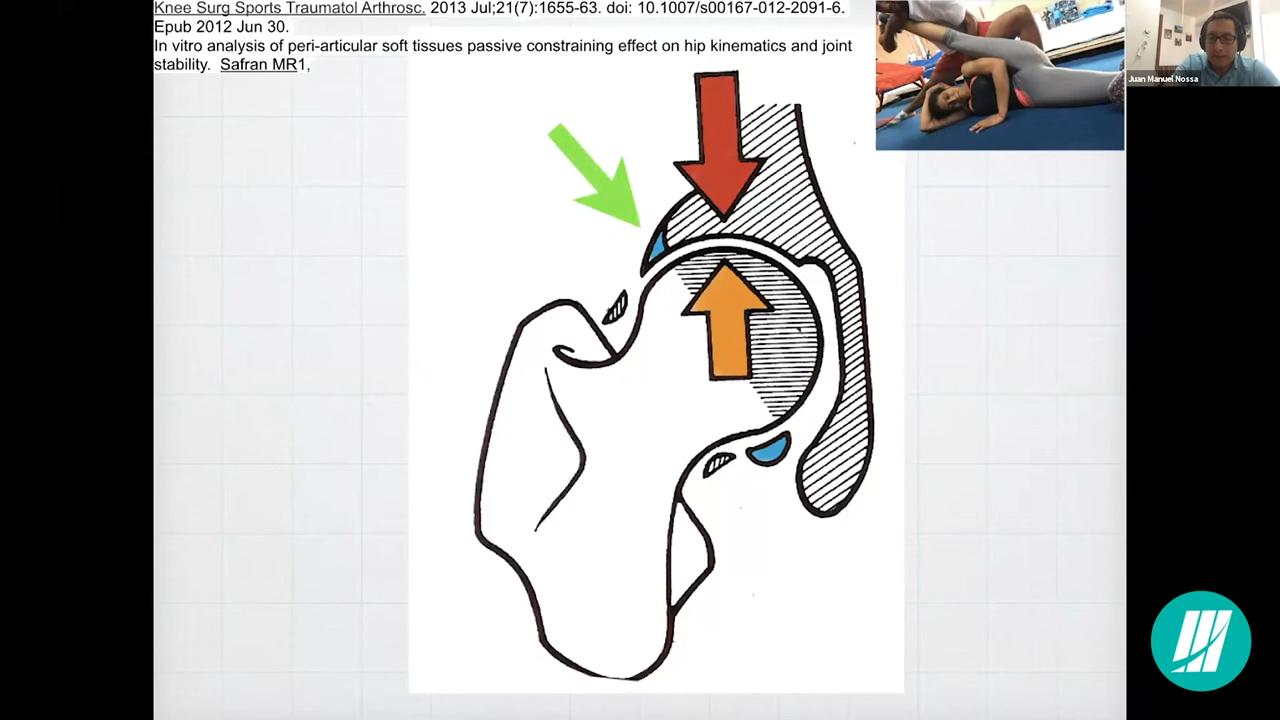 Knee Surg Sports Traumatol Arthrosc. 2013 Jul;21(7):1655-63. doi: 10.1007/s00167-012-2091-6.
Epub 2012 Jun 30.
In vitro analysis of peri-articular soft tissues passive constraining effect on hip kinematics and joint
stability. Safran MR1,
Juan Manuel Nossa